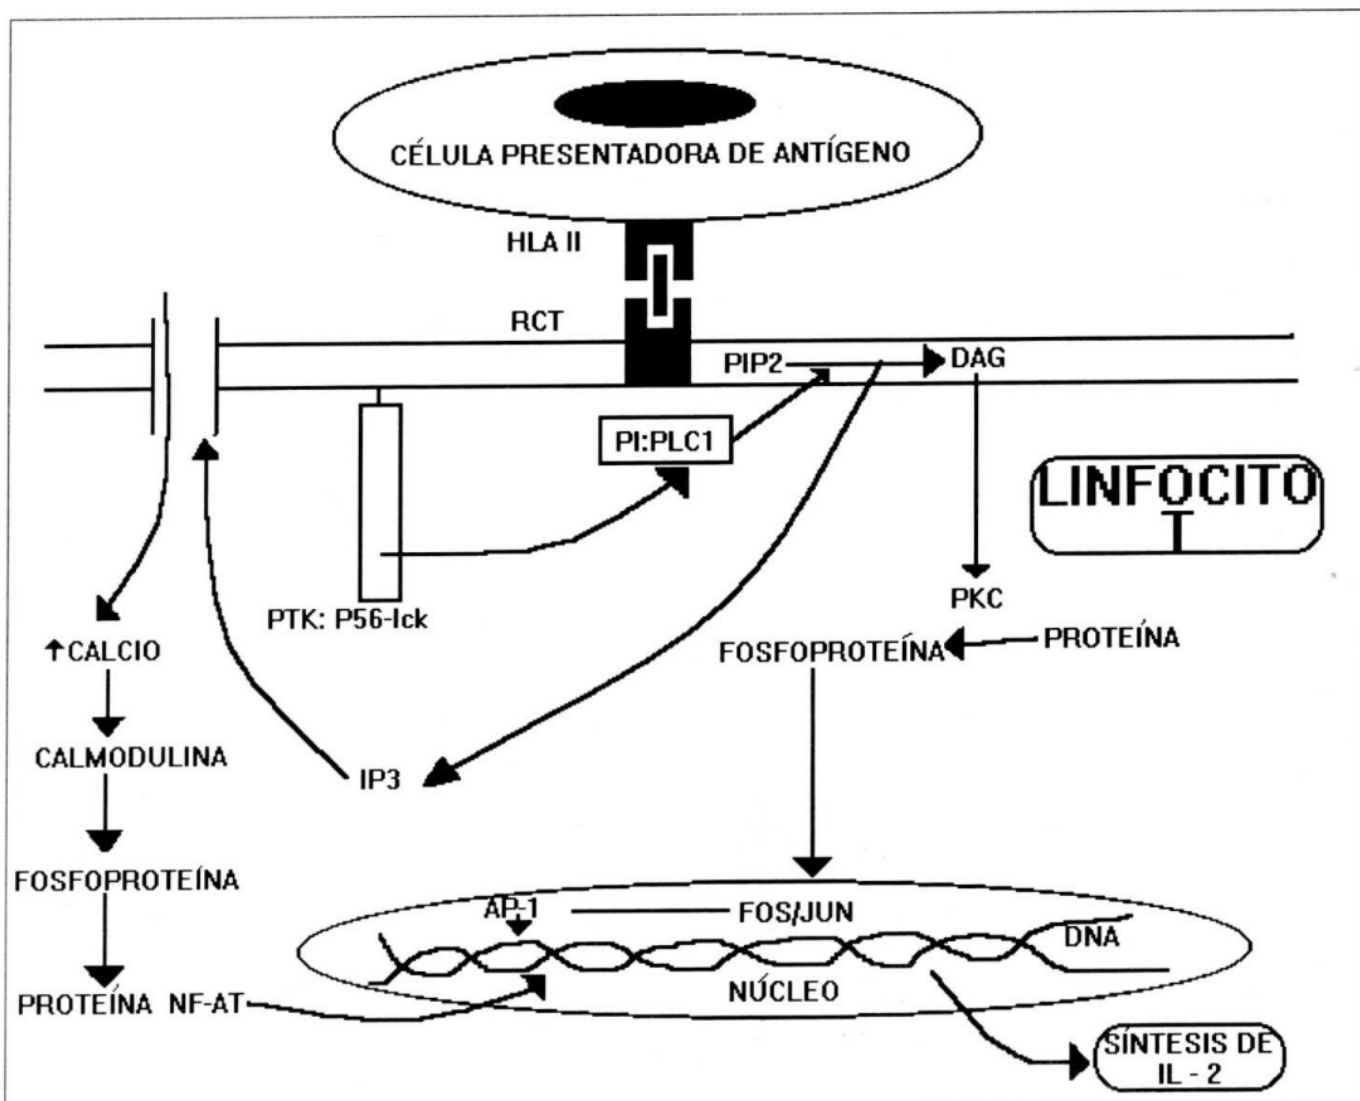 CÉLULA PRESENTADORA DE ANTÍGENO
HLA II
RCT
PIP2
DAG
PI:PLC1
LINFOCITO
T
PTK: P56-lck
PKC
↑CALCIO
FOSFOPROTEÍNA
PROTEÍNA
CALMODULINA
IP3
FOSFOPROTEÍNA
AP-1
FOS/JUN
DNA
PROTEÍNA NF-AT
NÚCLEO
SÍNTESIS DE
IL - 2